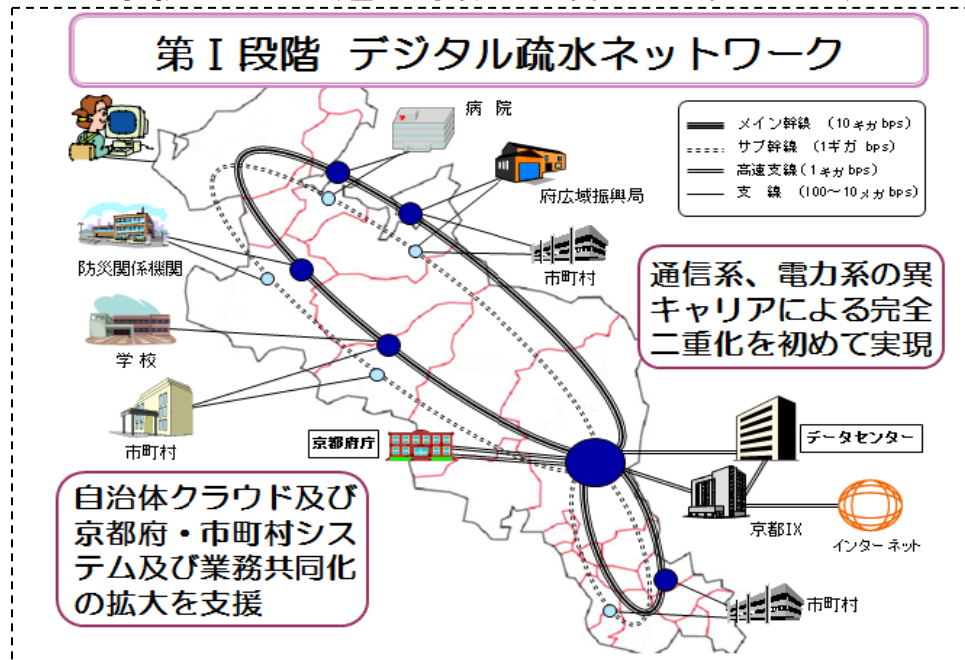 第Ⅰ段階 デジタル疏水ネットワーク
病 院
メイン幹線 (10ギガbps)
サブ幹線 (1ギガ bps)
高速支線(1ギガbps)
支 線 (100~10メガbps)
府広域振興局
防災関係機関
市町村
通信系、電力系の異
キャリアによる完全
二重化を初めて実現
学 校
市町村
京都府庁
データセンター
自治体クラウド及び
京都府・市町村シス
テム及び業務共同化
の拡大を支援
京都IX
インターネット
市町村